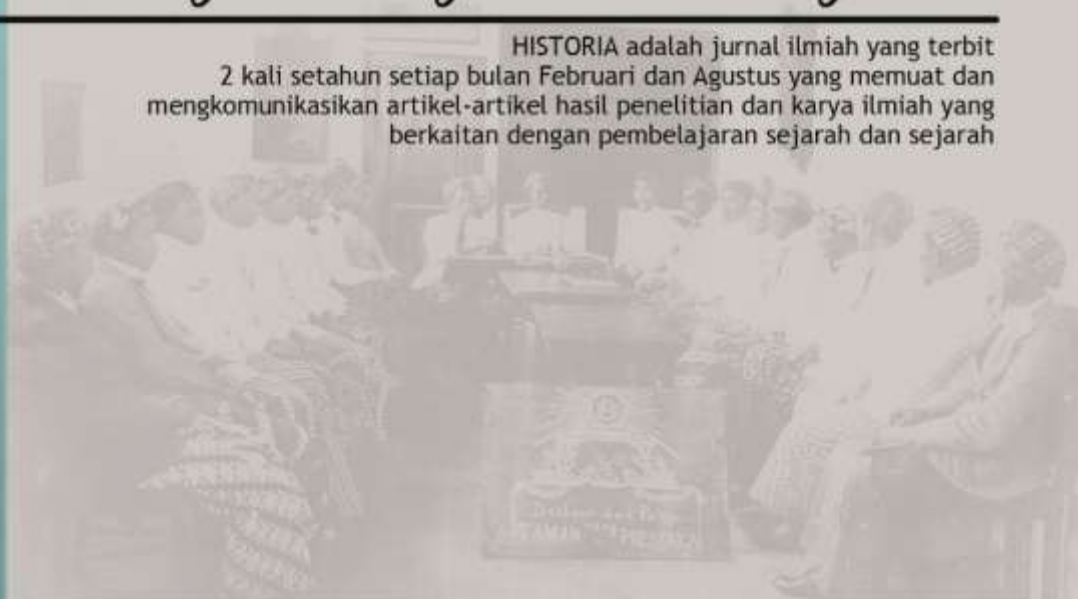 HISTORIA adalah jurnal ilmiah yang terbit
2 kali setahun setiap bulan Februari dan Agustus yang memuat dan
mengkomunikasikan artikel-artikel hasil penelitian dan karya ilmiah yang
berkaitan dengan pembelajaran sejarah dan sejarah